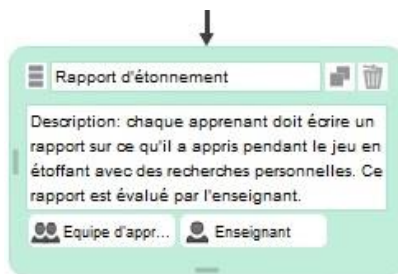 Rapport d'étonnement
Description: chaque apprenant doit écrire un
rapport sur ce qu'il a appris pendant le jeu en
étoffant avec des recherches personnelles. Ce
rapport est évalué par l'enseignant.
Equipe d'appr... Enseignant